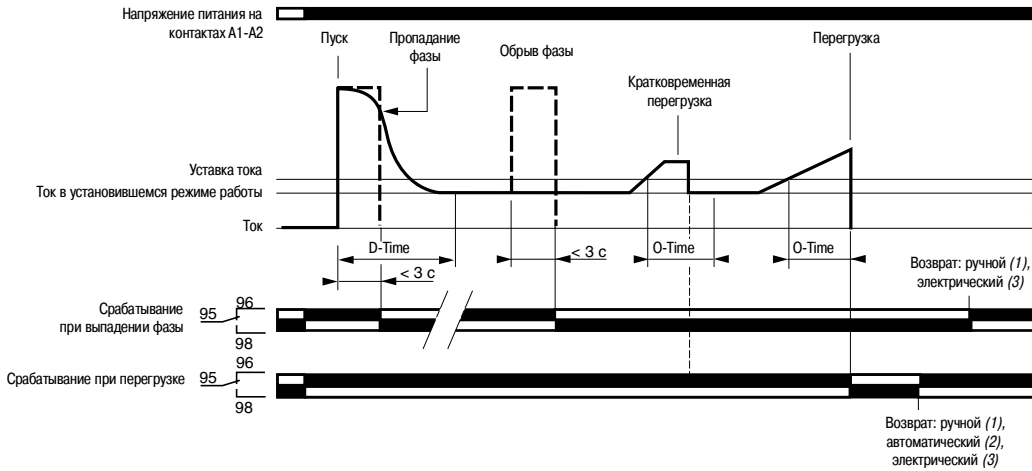 Напряжение питания на
контактах А1-А2
Пуск
Пропадание
фазы
Обрыв фазы
Кратковременная
перегрузка
Перегрузка
Уставка тока
Ток в установившемся режиме работы
Ток
D-Time
< 3 с
< 3 с
O-Time
O-Time
Возврат: ручной (1),
электрический (3)
Срабатывание
при выпадении фазы
95
96
98
Срабатывание при перегрузке
95
96
98
Возврат: ручной (1),
автоматический (2),
электрический (3)